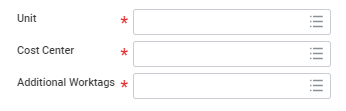 Unit *
Cost Center *
Additional Worktags *